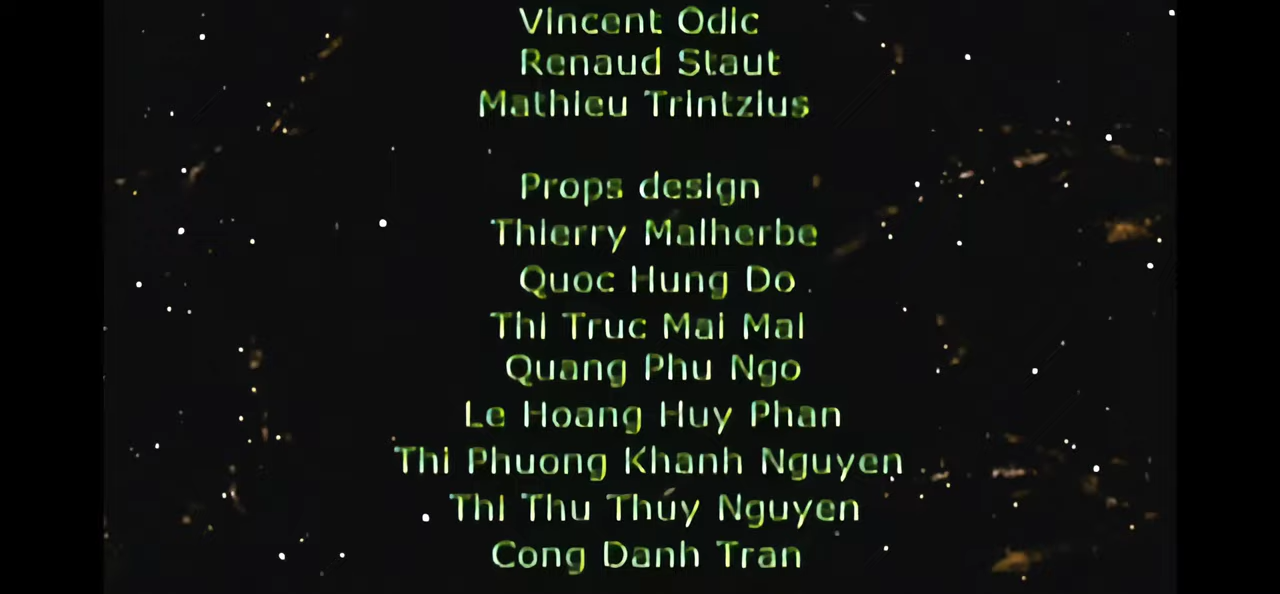 Vincent Odic
Renaud Staut
Mathieu Trintzius
Props design
Thierry Malherbe
Quoc Hung Do
Thi Truc Mai Mai
Quang Phu Ngo
Le Hoang Huy Phan
Thi Phuong Khanh Nguyen
Thi Thu Thuy Nguyen
Cong Danh Tran